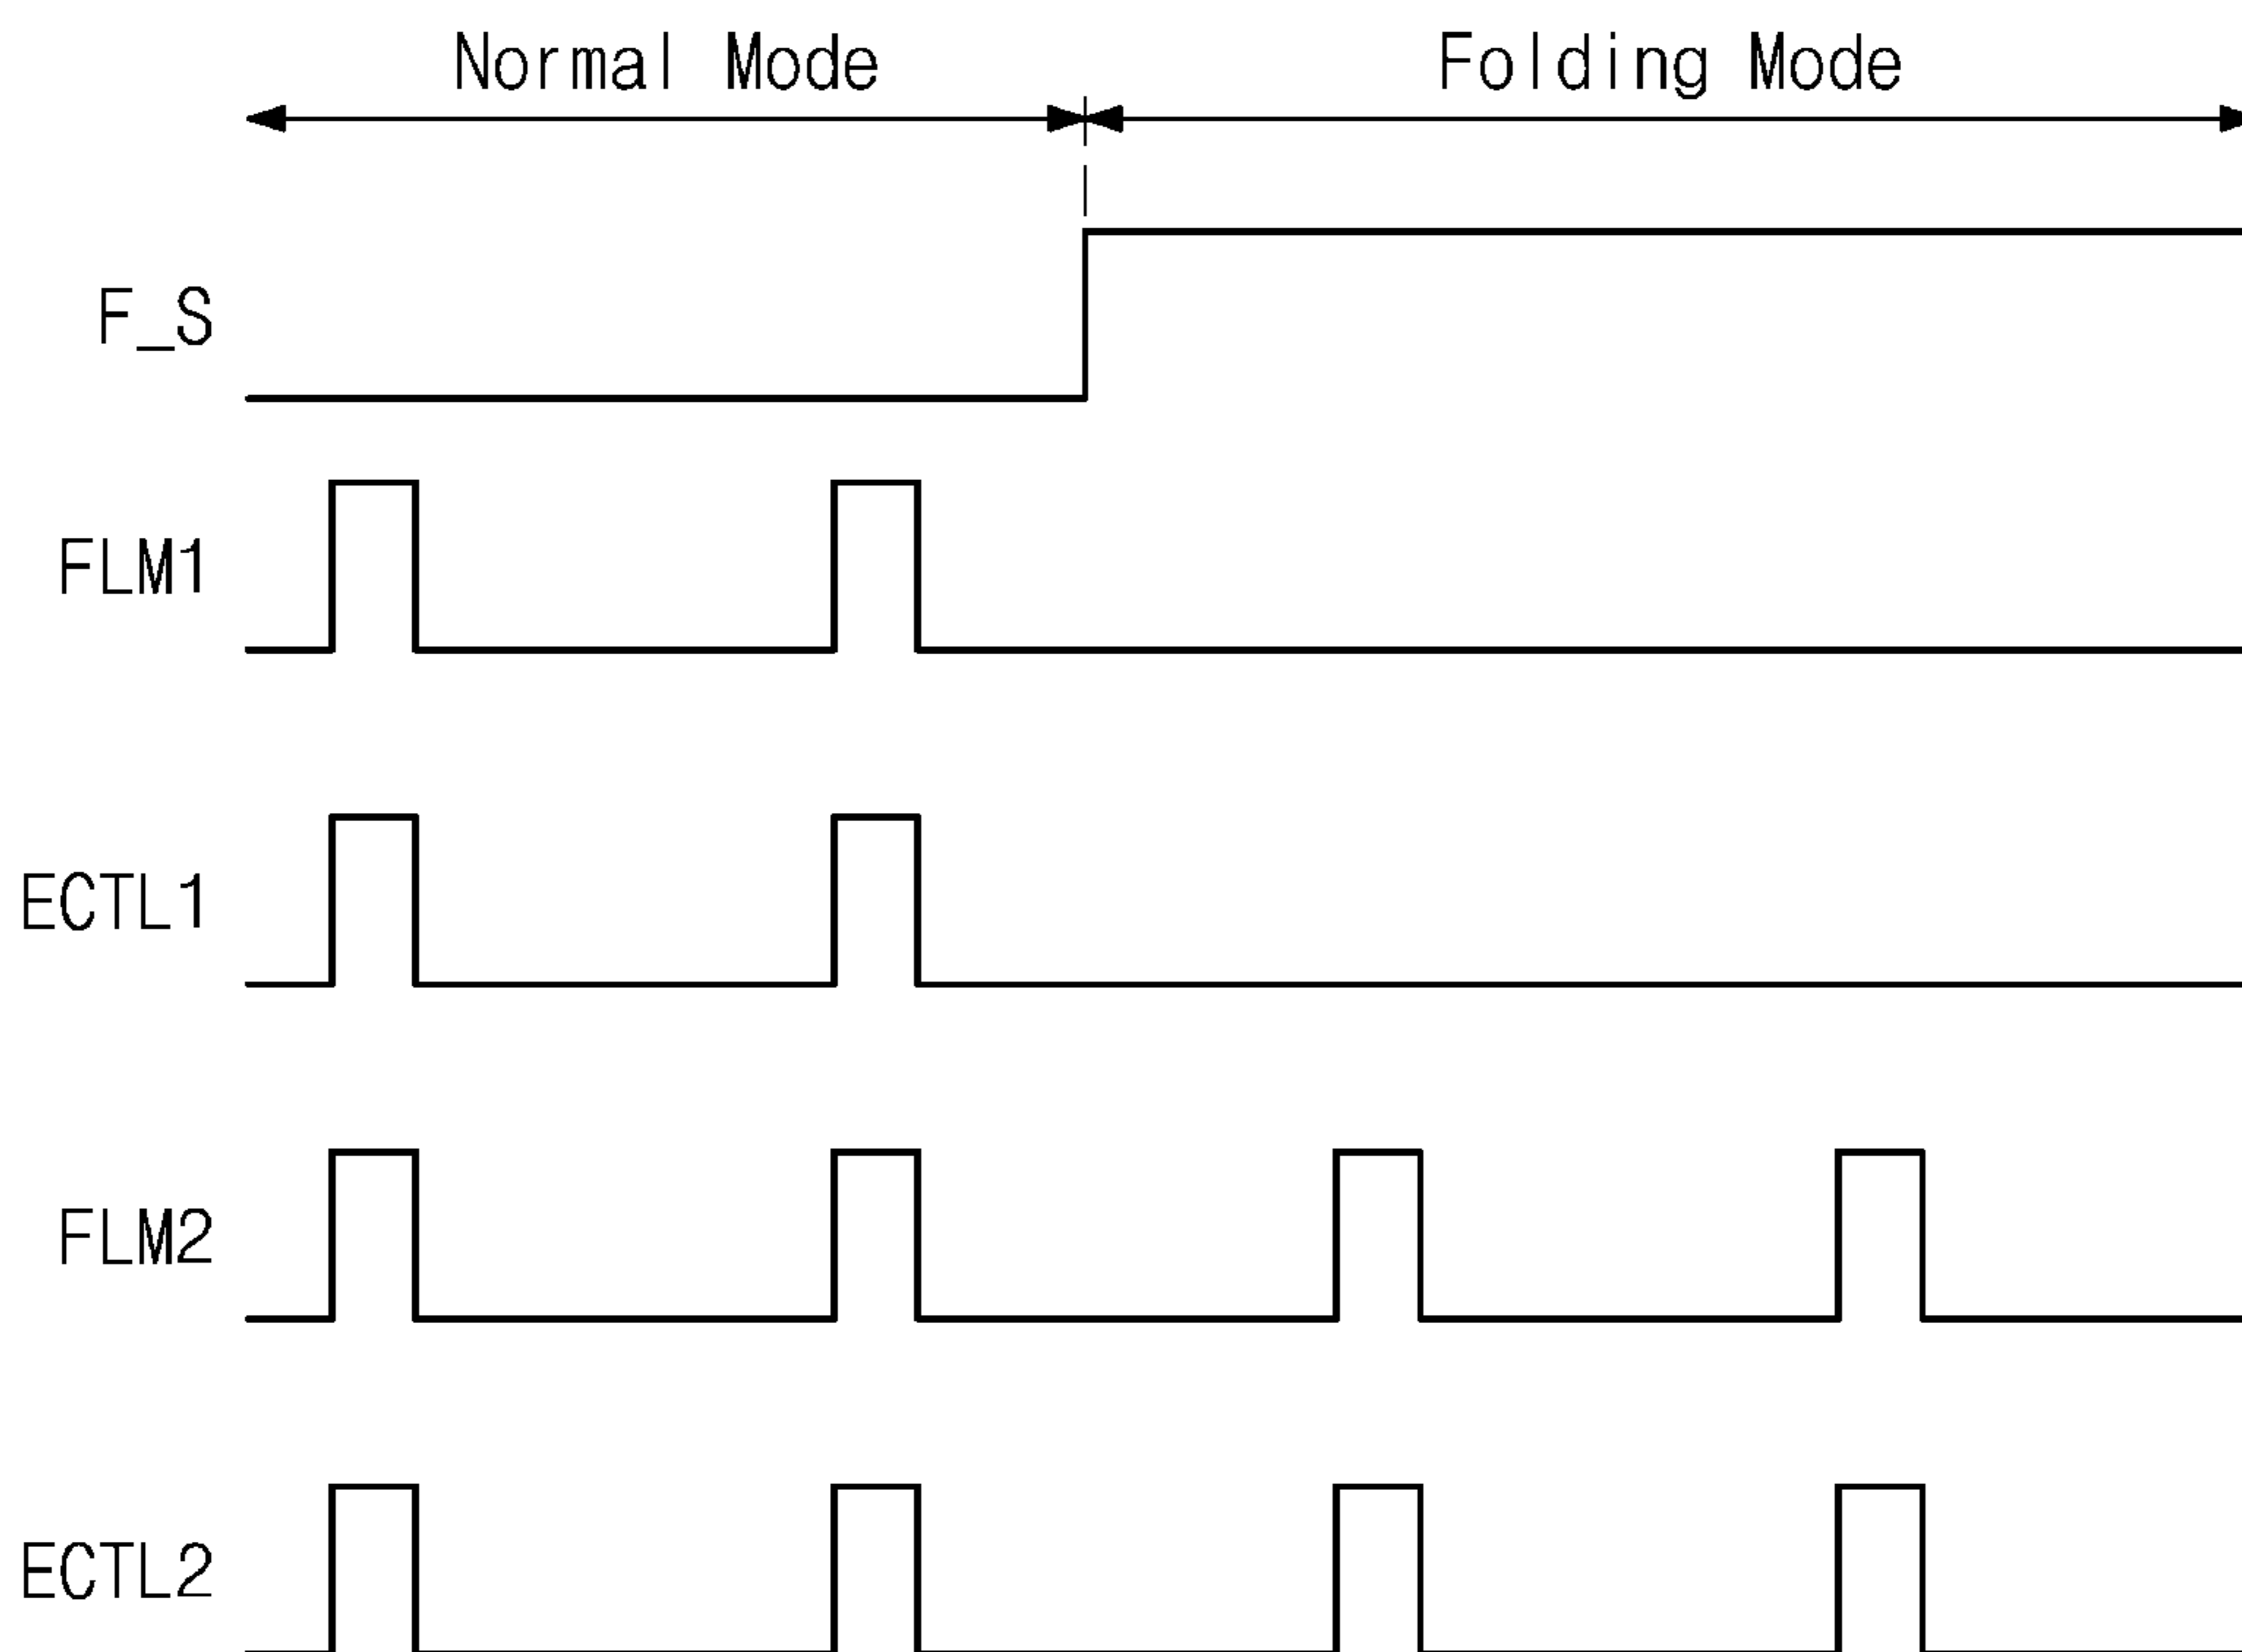 Normal Mode Folding Mode
F_S
FLM1
ECTL1
FLM2
ECTL2